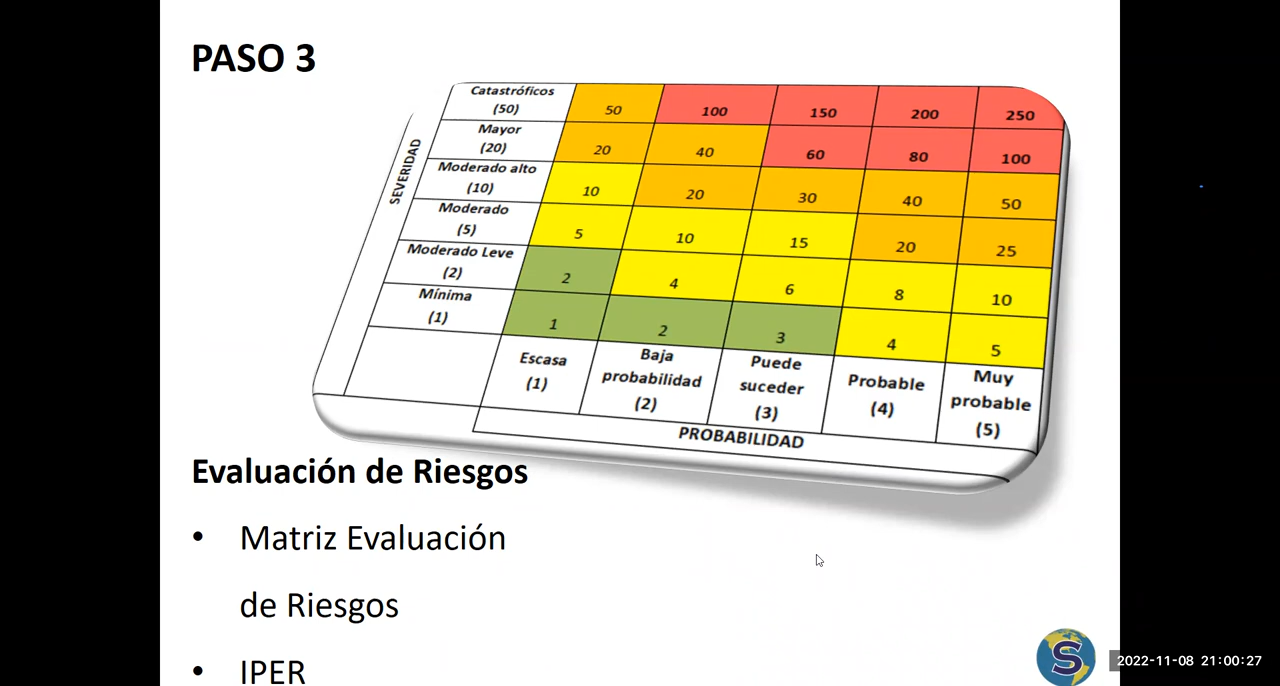 PASO 3
SEVERIDAD
Catastróficos
(50)
50 100 150 200 250
Mayor
(20)
20 40 60 80 100
Moderado alto
(10)
10 20 30 40 50
Moderado
(5)
5 10 15 20 25
Moderado Leve
(2)
2 4 6 8 10
Mínima
(1)
1 2 3 4 5
Escasa
(1)
Baja
probabilidad
(2)
Puede
suceder
(3)
Probable
(4)
Muy
probable
(5)
PROBABILIDAD
Evaluación de Riesgos
• Matriz Evaluación
de Riesgos
• IPER
S
2022-11-08 21:00:27